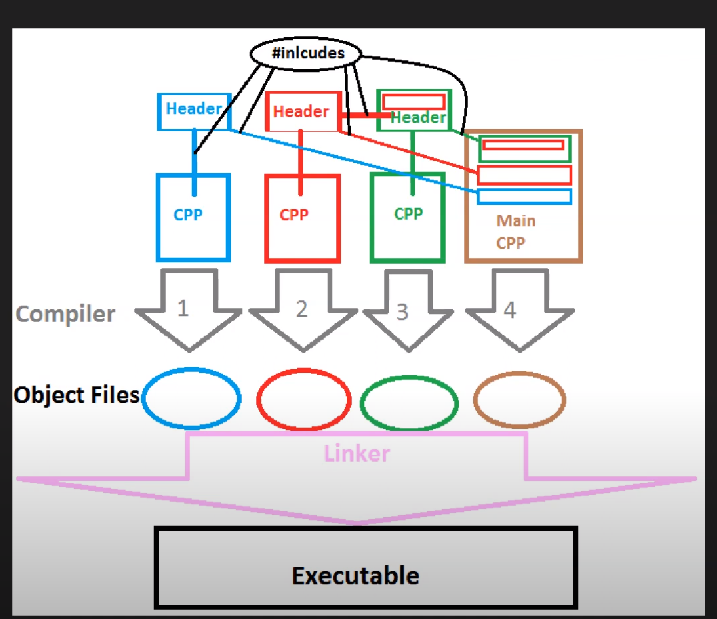 #inlcudes
Header
Header
Header
CPP
CPP
CPP
Main
CPP
Compiler
1
2
3
4
Object Files
Linker
Executable